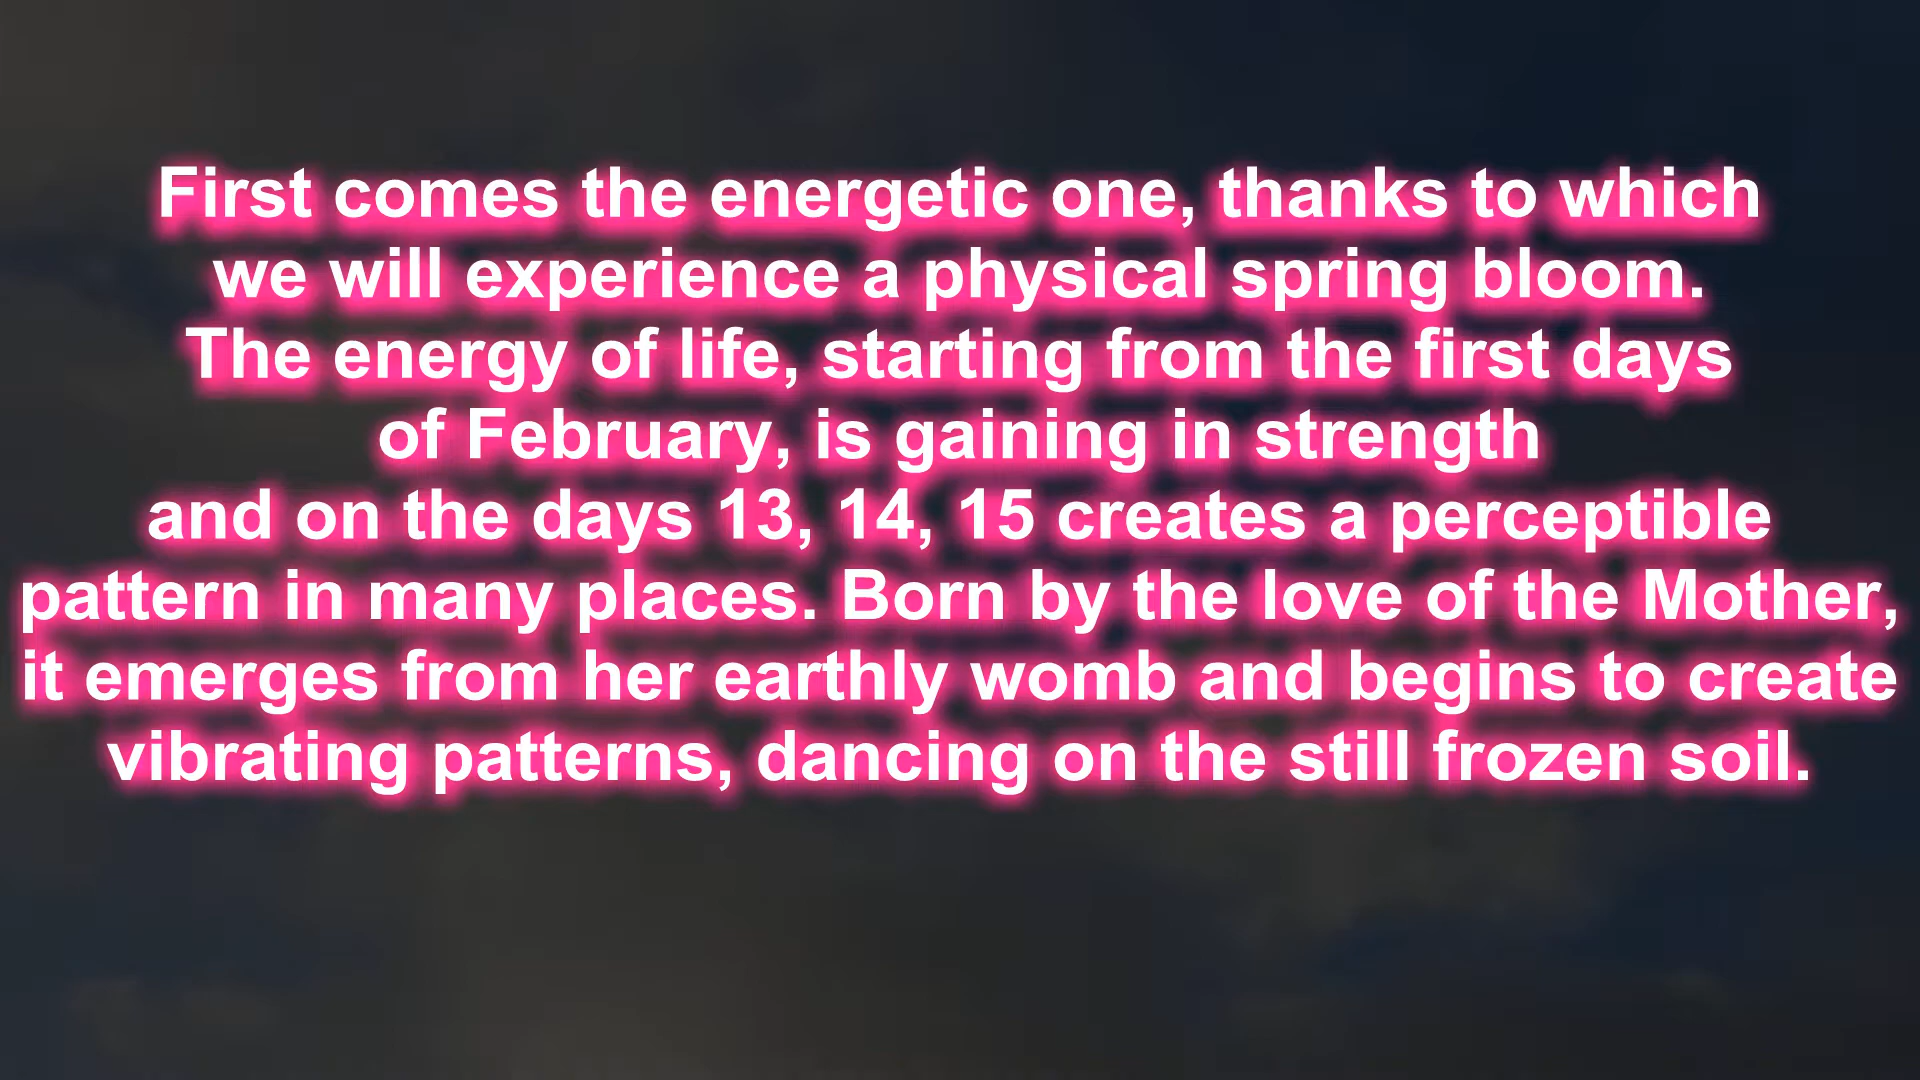 First comes the energetic one, thanks to which
we will experience a physical spring bloom.
The energy of life, starting from the first days
of February, is gaining in strength
and on the days 13, 14, 15 creates a perceptible
pattern in many places. Born by the love of the Mother,
it emerges from her earthly womb and begins to create
vibrating patterns, dancing on the still frozen soil.